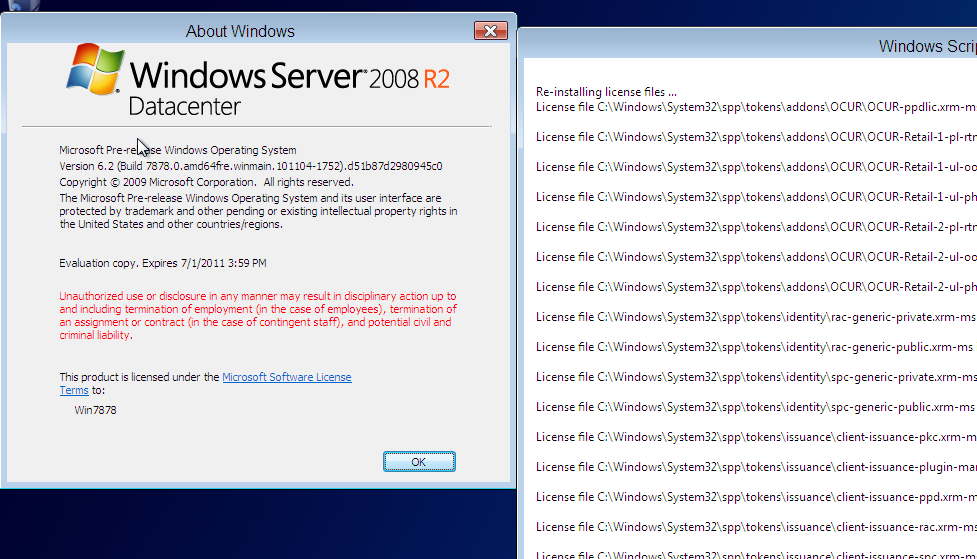 About Windows
Windows Server® 2008 R2
Datacenter
Microsoft Pre-release Windows Operating System
Version 6.2 (Build 7878.0.amd64fre.winmain.101104-1752).d51b87d2980945c0
Copyright © 2009 Microsoft Corporation. All rights reserved.
The Microsoft Pre-release Windows Operating System and its user interface are
protected by trademark and other pending or existing intellectual property rights in
the United States and other countries/regions.
Evaluation copy. Expires 7/1/2011 3:59 PM
Unauthorized use or disclosure in any manner may result in disciplinary action up to
and including termination of employment (in the case of employees), termination of
an assignment or contract (in the case of contingent staff), and potential civil and
criminal liability.
This product is licensed under the Microsoft Software License
Terms to:
Win7878
OK
Windows Scrip
Re-installing license files ...
License file C:\Windows\System32\spp\tokens\addons\OCUR\OCUR-ppdlic.xrm-m
License file C:\Windows\System32\spp\tokens\addons\OCUR\OCUR-Retail-1-pl-rtn
License file C:\Windows\System32\spp\tokens\addons\OCUR\OCUR-Retail-1-ul-oo
License file C:\Windows\System32\spp\tokens\addons\OCUR\OCUR-Retail-1-ul-ph
License file C:\Windows\System32\spp\tokens\addons\OCUR\OCUR-Retail-2-pl-rtn
License file C:\Windows\System32\spp\tokens\addons\OCUR\OCUR-Retail-2-ul-oo
License file C:\Windows\System32\spp\tokens\addons\OCUR\OCUR-Retail-2-ul-ph
License file C:\Windows\System32\spp\tokens\identity\rac-generic-private.xrm-ms
License file C:\Windows\System32\spp\tokens\identity\rac-generic-public.xrm-ms
License file C:\Windows\System32\spp\tokens\identity\spc-generic-private.xrm-ms
License file C:\Windows\System32\spp\tokens\identity\spc-generic-public.xrm-ms
License file C:\Windows\System32\spp\tokens\issuance\client-issuance-pkc.xrm-m
License file C:\Windows\System32\spp\tokens\issuance\client-issuance-plugin-mar
License file C:\Windows\System32\spp\tokens\issuance\client-issuance-ppd.xrm-m
License file C:\Windows\System32\spp\tokens\issuance\client-issuance-rac.xrm-ms
License file C:\Windows\System32\spp\tokens\issuance\client-issuance-spc.xrm-ms